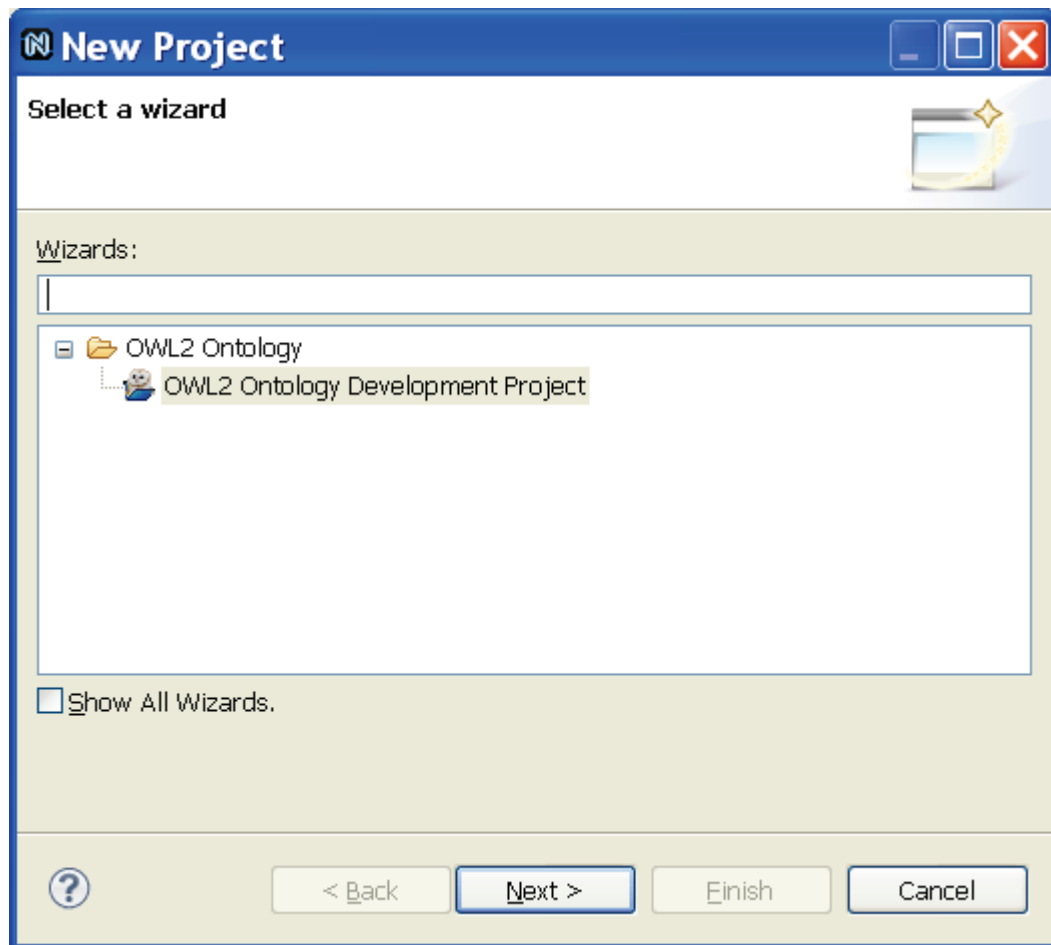 New Project
Select a wizard
Wizards:
OWL2 Ontology
OWL2 Ontology Development Project
Show All Wizards.
< Back Next > Finish Cancel